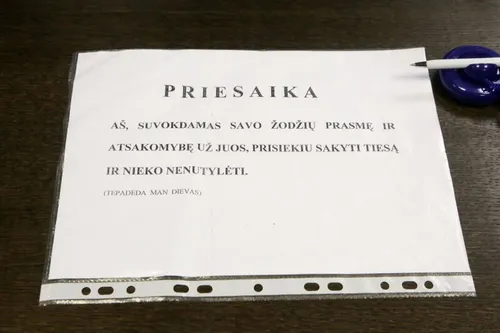 PRIESAIKA
AŠ, SUVOKDAMAS SAVO ŽODŽIŲ PRASMĘ IR
ATSAKOMYBĘ UŽ JUOS, PRISIEKIU SAKYTI TIESĄ
IR NIEKO NENUTYLĖTI.
(TEPADEDA MAN DIEVAS)